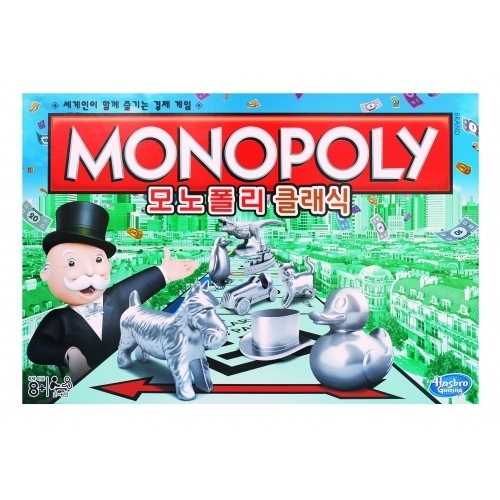 세계인이 함께 즐기는 경제 게임
BRAND
MONOPOLY
모노폴리 클래식
8+
Hasbro
Gaming